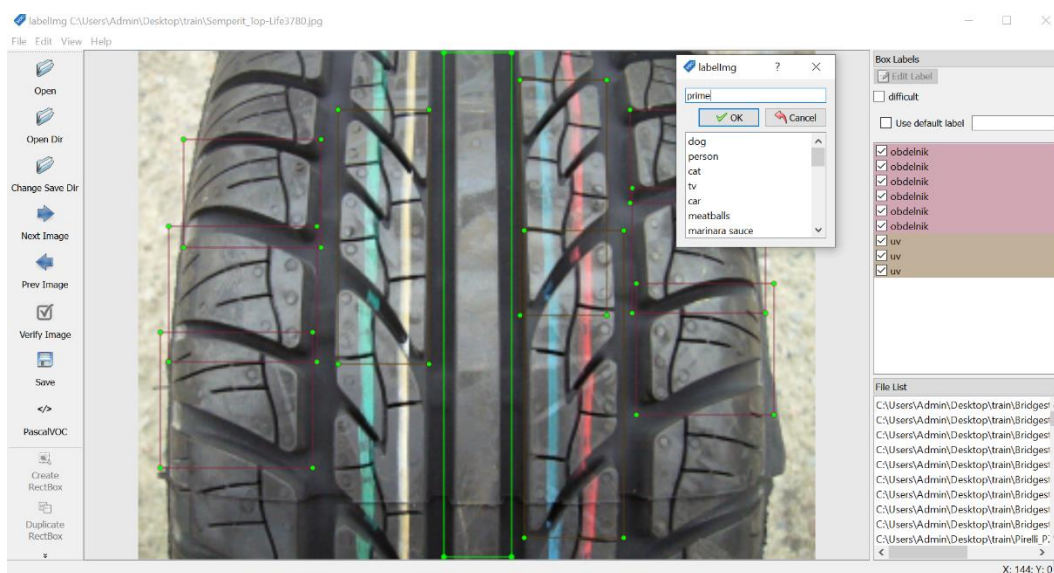 labelImg C:\Users\Admin\Desktop\train\Semperit_Top-Life3780.jpg
File Edit View Help
Open
Open Dir
Change Save Dir
Next Image
Prev Image
Verify Image
Save
</>
PascalVOC
Create
RectBox
Duplicate
RectBox
labelImg ? ×
prime
OK Cancel
dog
person
cat
tv
car
meatballs
marinara sauce
Box Labels
Edit Label
difficult
Use default label
obdelnik
obdelnik
obdelnik
obdelnik
obdelnik
obdelnik
uv
uv
uv
File List
C:\Users\Admin\Desktop\train\Bridgest
C:\Users\Admin\Desktop\train\Bridgest
C:\Users\Admin\Desktop\train\Bridgest
C:\Users\Admin\Desktop\train\Bridgest
C:\Users\Admin\Desktop\train\Bridgest
C:\Users\Admin\Desktop\train\Bridgest
C:\Users\Admin\Desktop\train\Bridgest
C:\Users\Admin\Desktop\train\Bridgest
C:\Users\Admin\Desktop\train\Bridgest
C:\Users\Admin\Desktop\train\Pirelli_P7
X: 144; Y: 0